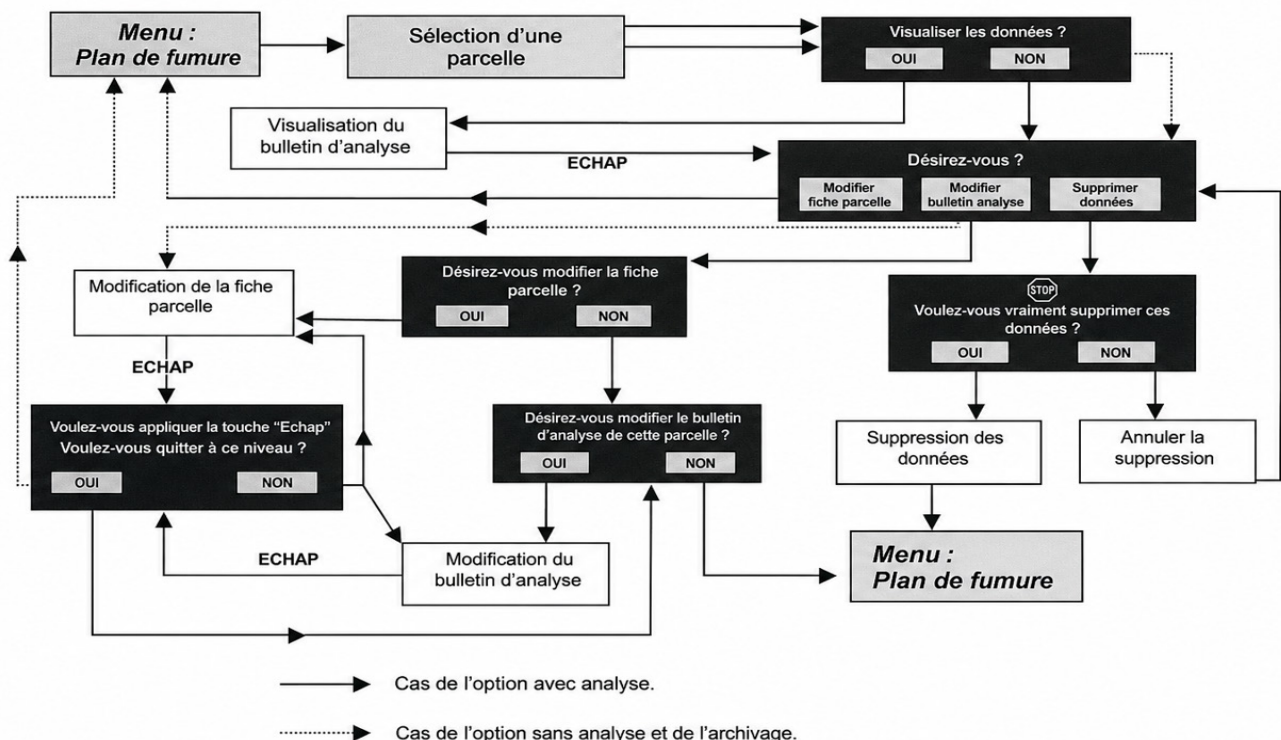 Menu :
Plan de fumure
Sélection d'une
parcelle
Visualiser les données ?
OUI
NON
Visualisation du
bulletin d'analyse
ECHAP
Désirez-vous ?
Modifier
fiche parcelle
Modifier
bulletin analyse
Supprimer
données
Modification de la fiche
parcelle
Désirez-vous modifier la fiche
parcelle ?
OUI
NON
STOP
Voulez-vous vraiment supprimer ces
données ?
OUI
NON
ECHAP
Voulez-vous appliquer la touche “Echap”
Voulez-vous quitter à ce niveau ?
OUI
NON
Désirez-vous modifier le bulletin
d'analyse de cette parcelle ?
OUI
NON
Suppression des
données
Annuler la
suppression
ECHAP
Modification du
bulletin d'analyse
Menu :
Plan de fumure
Cas de l'option avec analyse.
Cas de l'option sans analyse et de l'archivage.